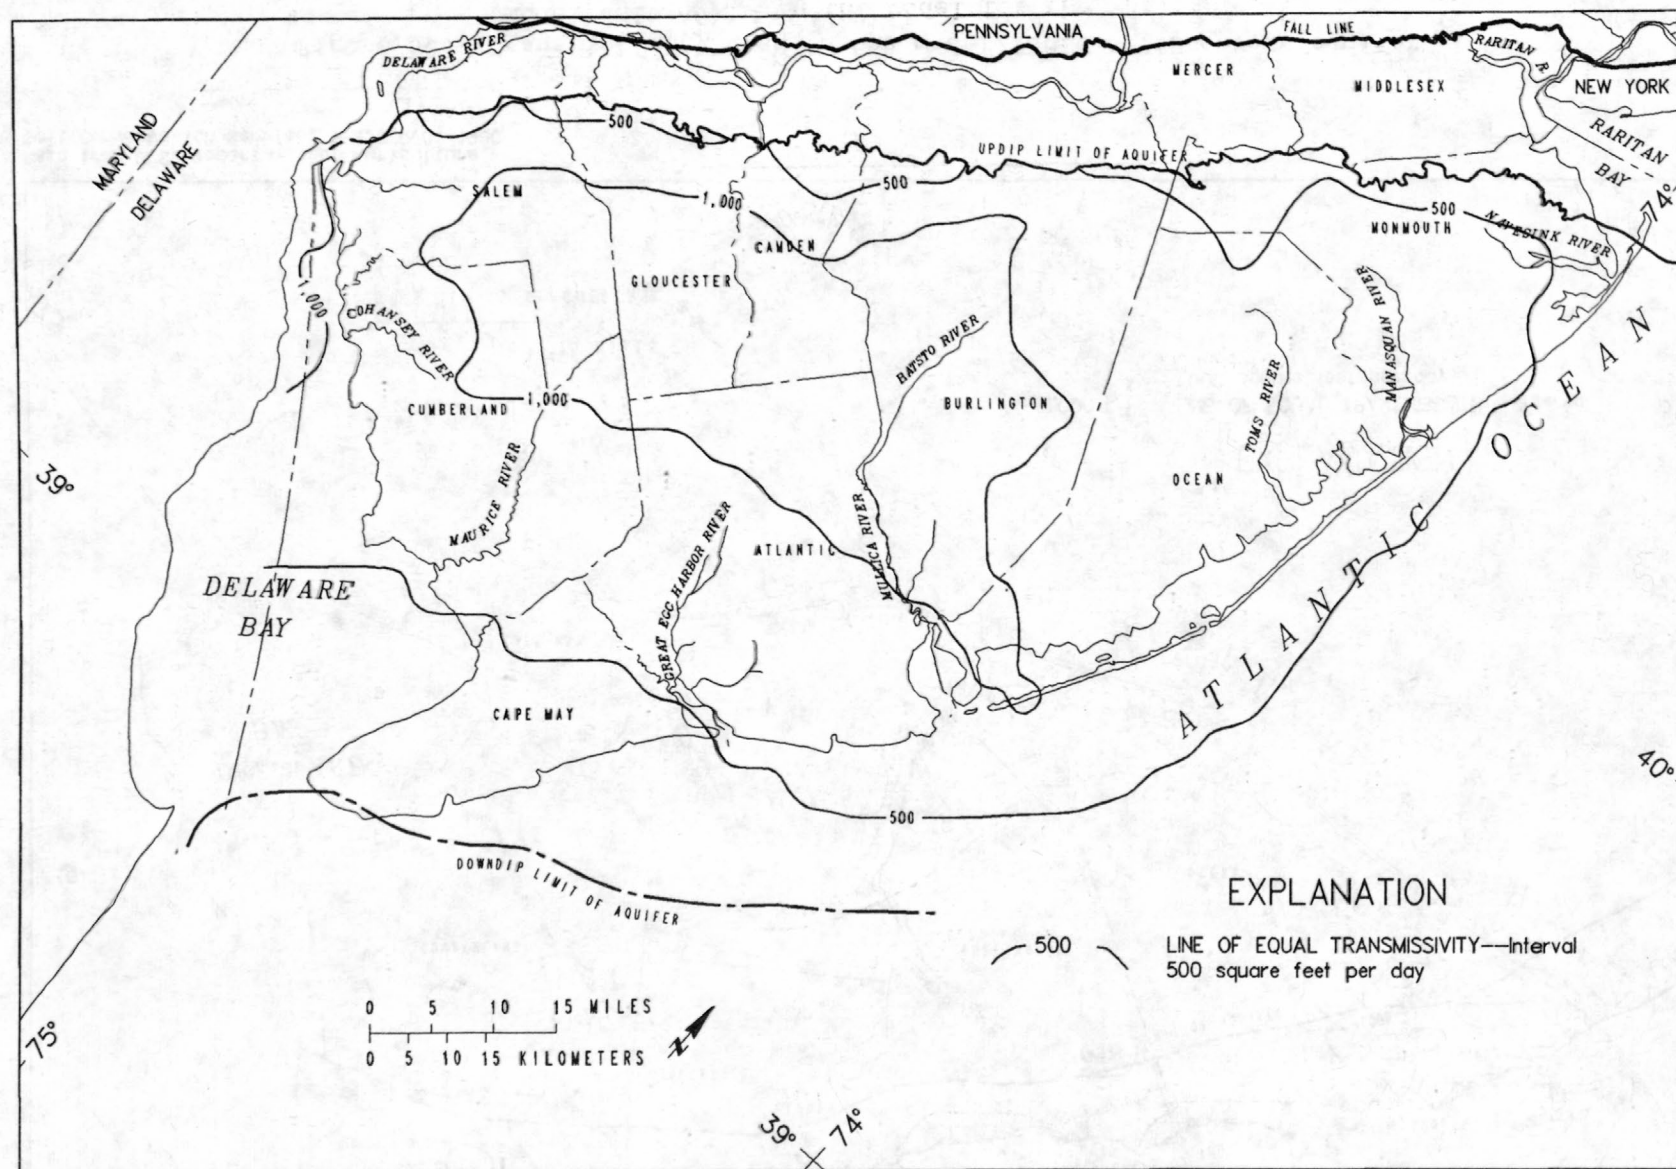 PENNSYLVANIA
FALL LINE
RARITAN R
DELAWARE RIVER
MERCER
MIDDLESEX
NEW YORK
MARYLAND
DELAWARE
500
UPDIP LIMIT OF AQUIFER
RARITAN
BAY
74°
SALEM
1,000
500
500
MONMOUTH
NAVESINK RIVER
CAMDEN
GLOUCESTER
1,000
COHANSEY RIVER
BATSTO RIVER
TOMS RIVER
MANASQUAN RIVER
CUMBERLAND
1,000
BURLINGTON
39°
MAURICE RIVER
OCEAN
ATLANTIC OCEAN
GREAT EGG HARBOR RIVER
ATLANTIC
MULLICA RIVER
DELAWARE
BAY
CAPE MAY
40°
500
DOWNDIP LIMIT OF AQUIFER
EXPLANATION
500
LINE OF EQUAL TRANSMISSIVITY--Interval
500 square feet per day
0 5 10 15 MILES
0 5 10 15 KILOMETERS
N
75°
39° 74°